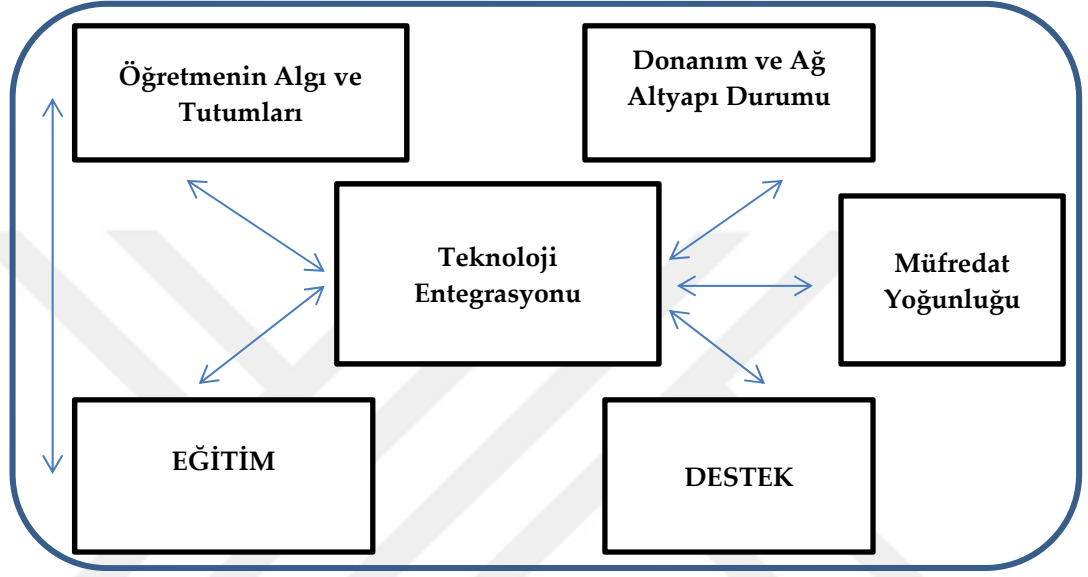 Öğretmenin Algı ve
Tutumları
Donanım ve Ağ
Altyapı Durumu
Teknoloji
Entegrasyonu
Müfredat
Yoğunluğu
EĞİTİM
DESTEK